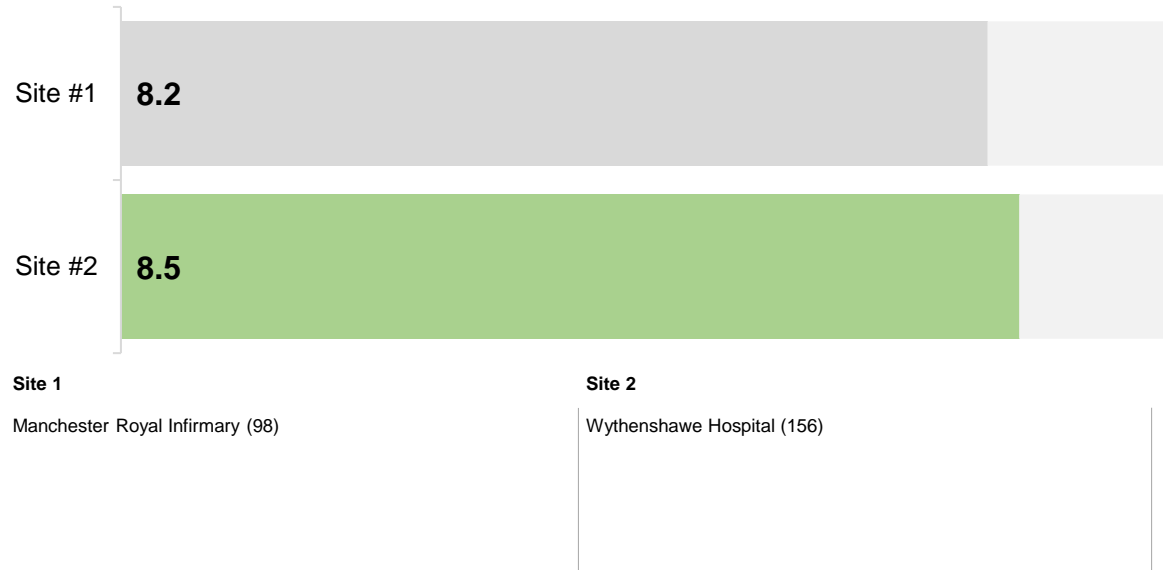 Site #1
8.2
Site #2
8.5
Site 1
Manchester Royal Infirmary (98)
Site 2
Wythenshawe Hospital (156)